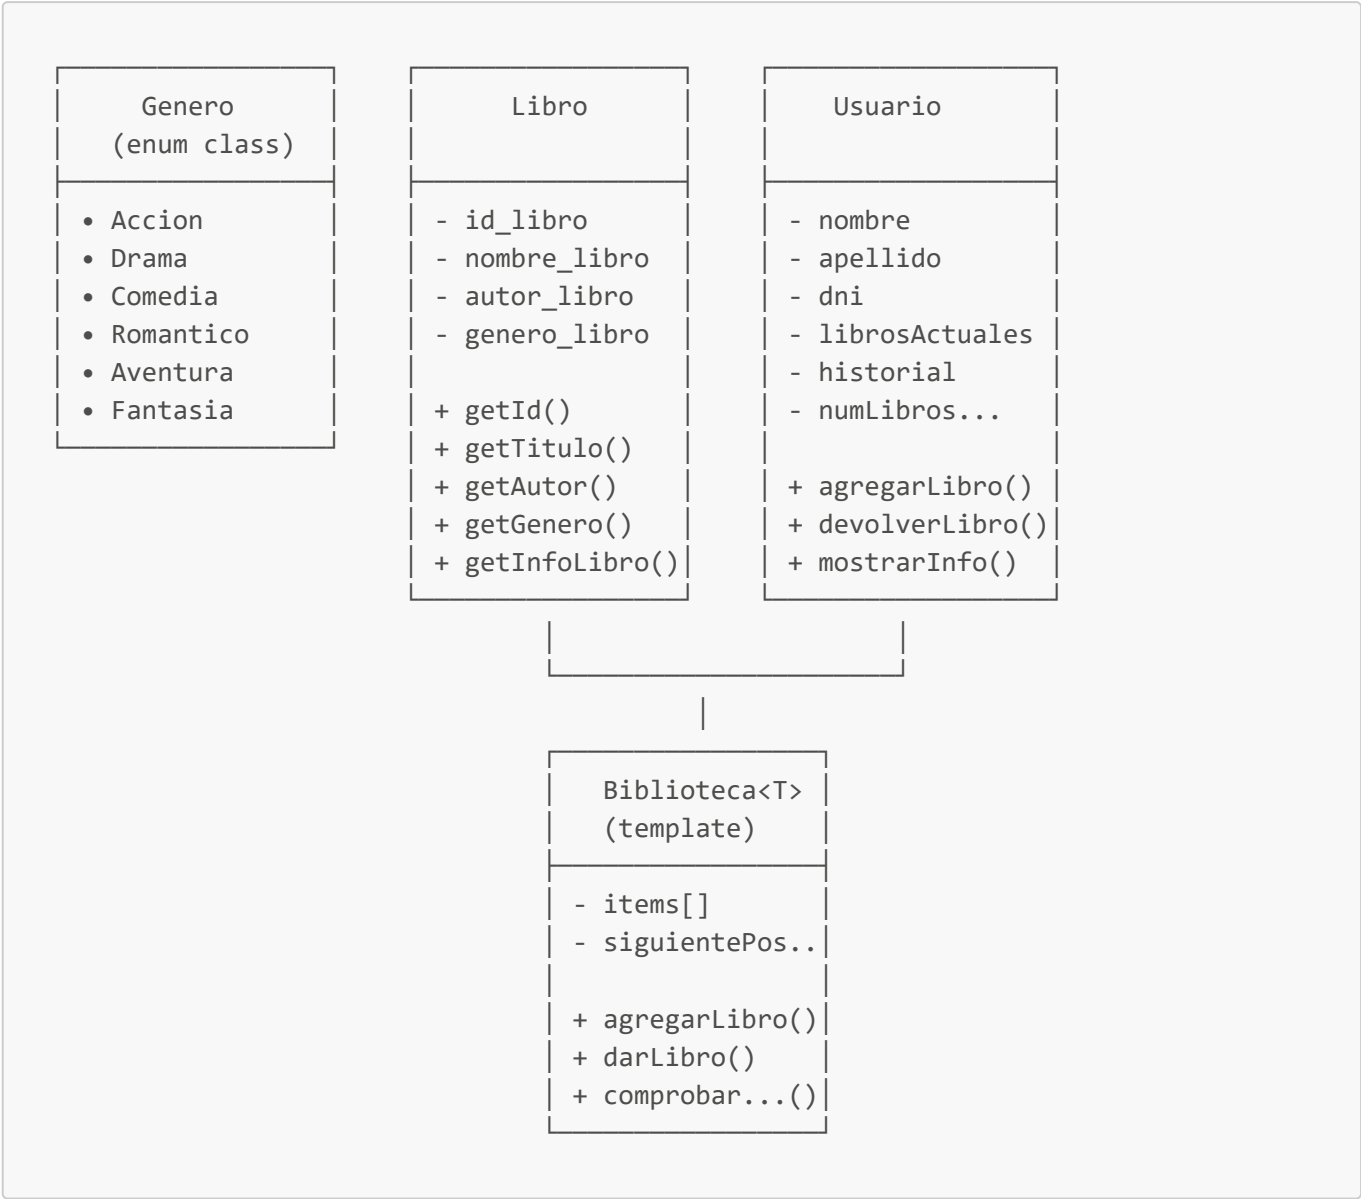 Genero Libro Usuario
(enum class)
• Accion - id_libro - nombre
• Drama - nombre_libro - apellido
• Comedia - autor_libro - dni
• Romantico - genero_libro - librosActuales
• Aventura - historial
• Fantasia + getId() - numLibros...
+ getTitulo()
+ getAutor() + agregarLibro()
+ getGenero() + devolverLibro()
+ getInfoLibro() + mostrarInfo()
Biblioteca<T>
(template)
- items[]
- siguientePos..
+ agregarLibro()
+ darLibro()
+ comprobar...()